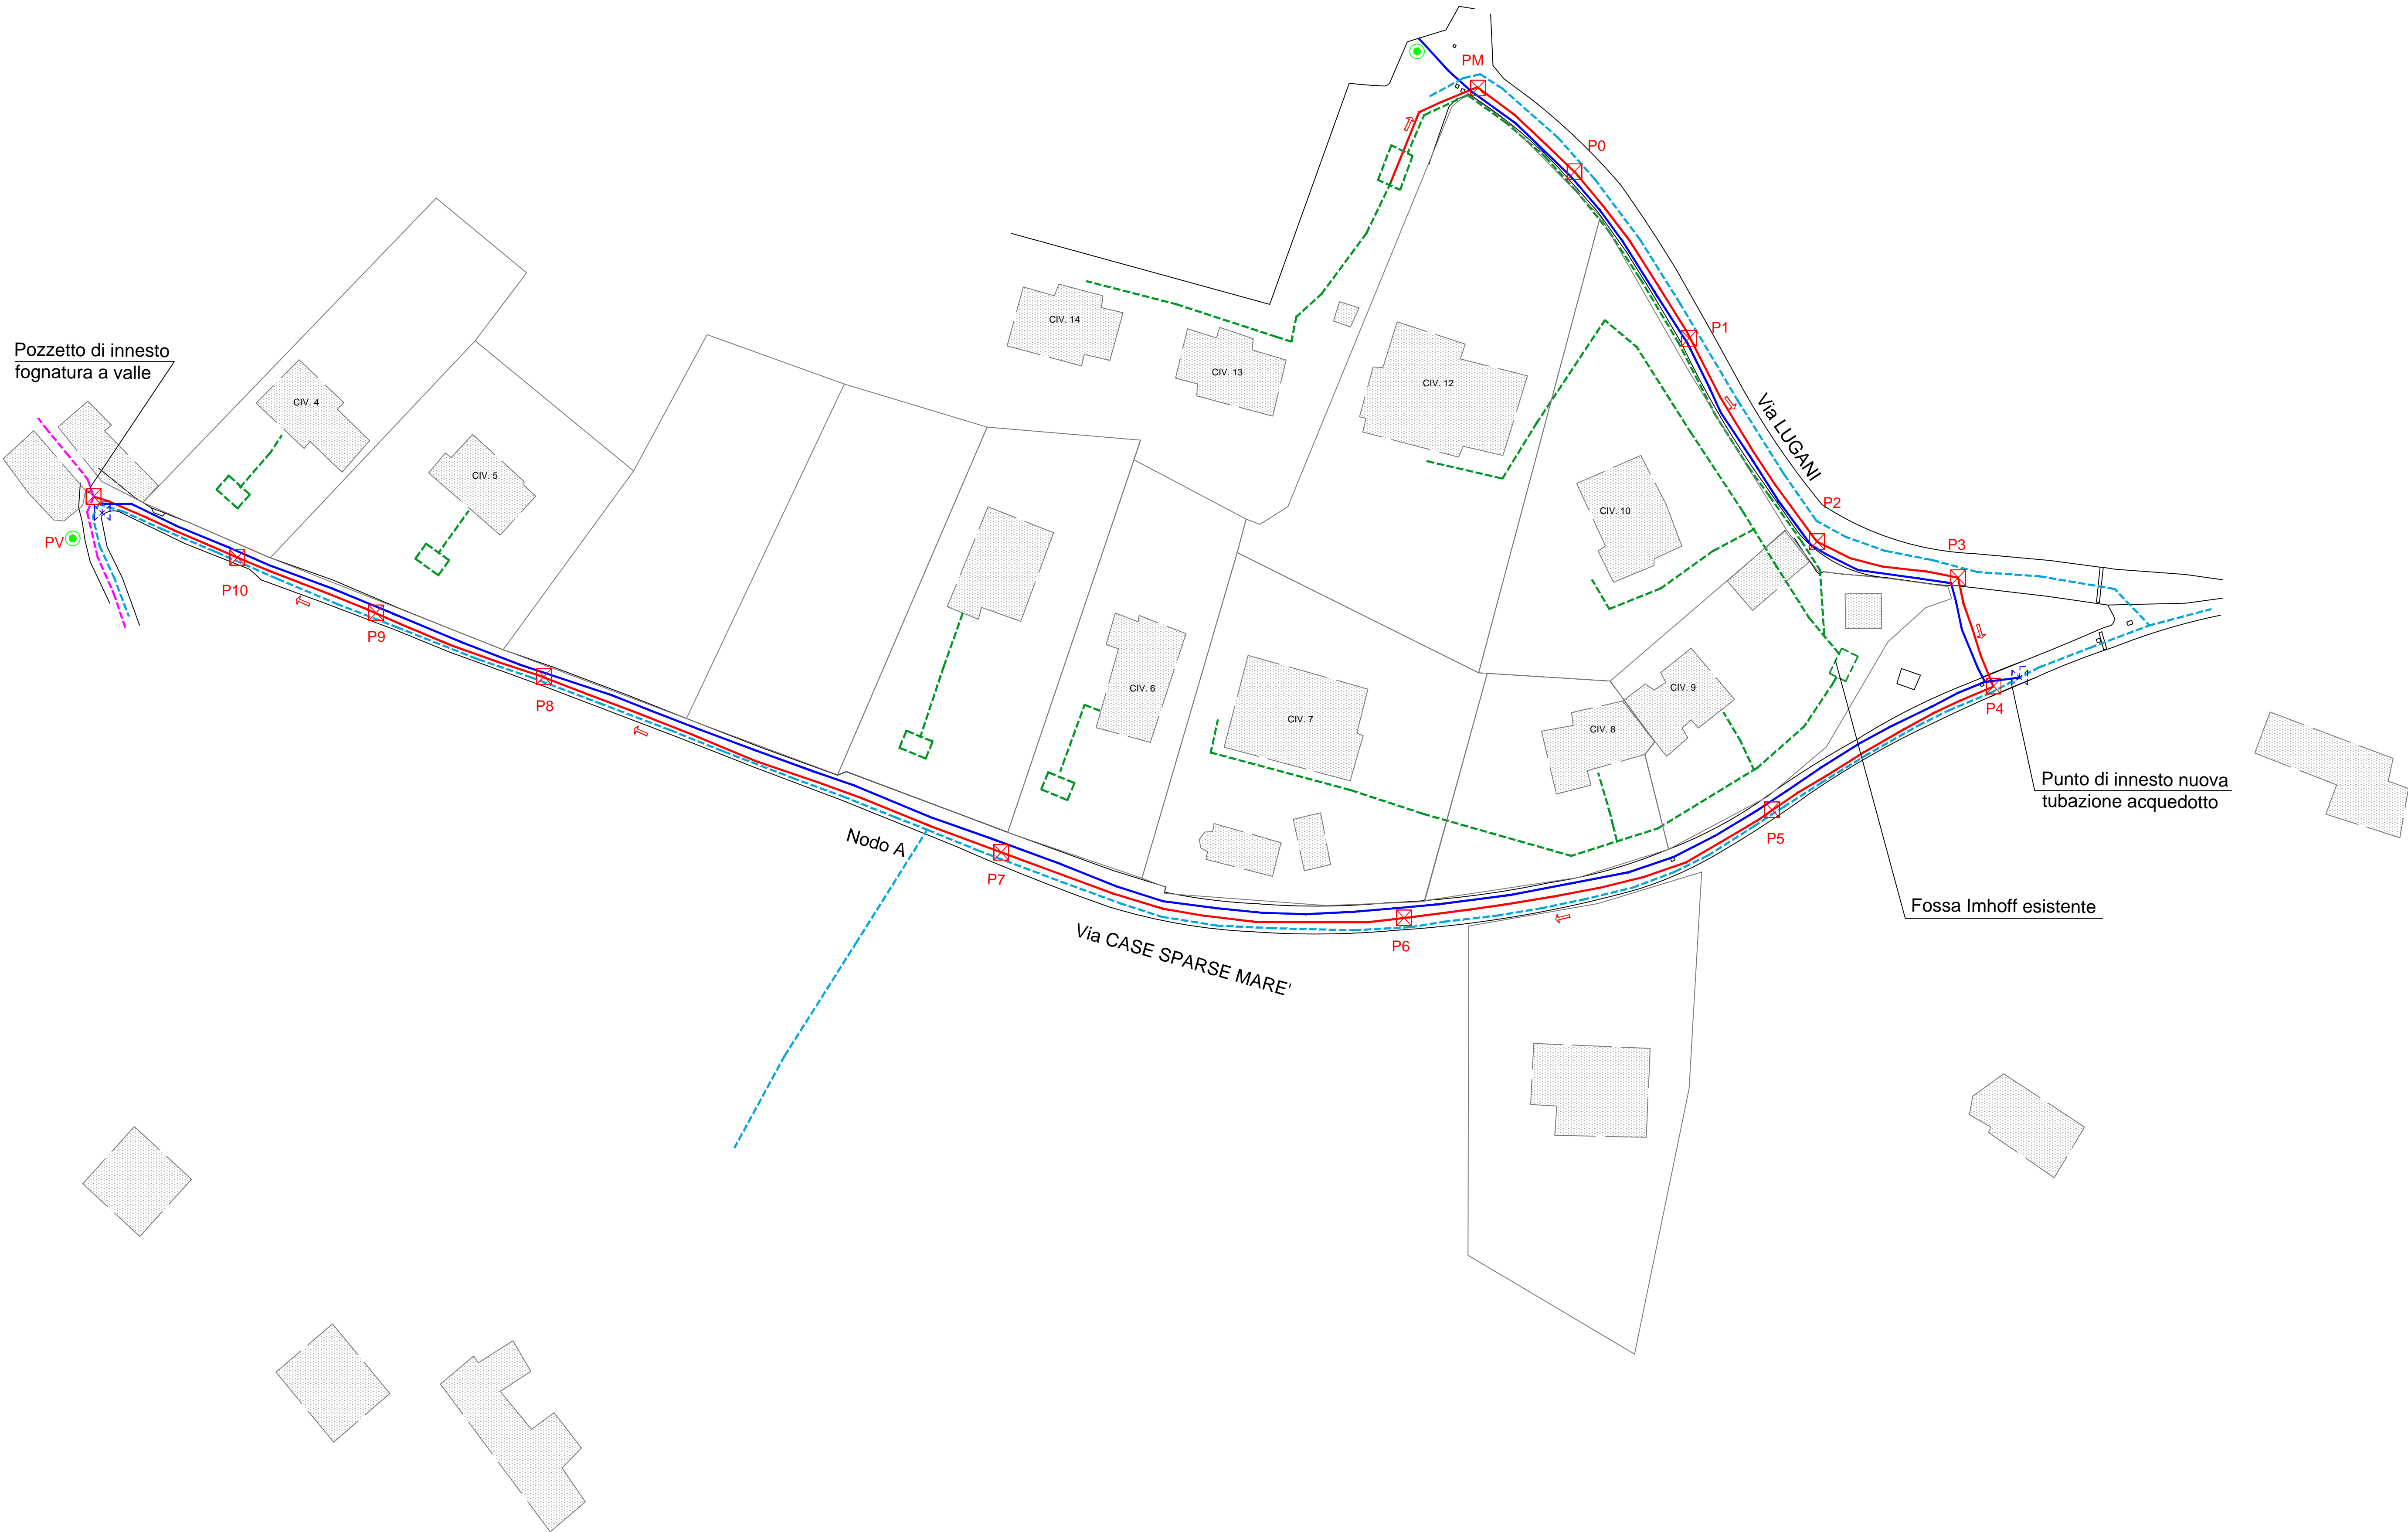 PM
P0
CIV. 14
P1
Pozzetto di innesto
fognatura a valle
CIV. 13
CIV. 12
CIV. 4
Via LUGANI
CIV. 5
P2
CIV. 10
PV
P3
P10
P9
CIV. 6
CIV. 9
P8
P4
CIV. 7
CIV. 8
Punto di innesto nuova
tubazione acquedotto
Nodo A
P5
P7
Fossa Imhoff esistente
P6
Via CASE SPARSE MARE'